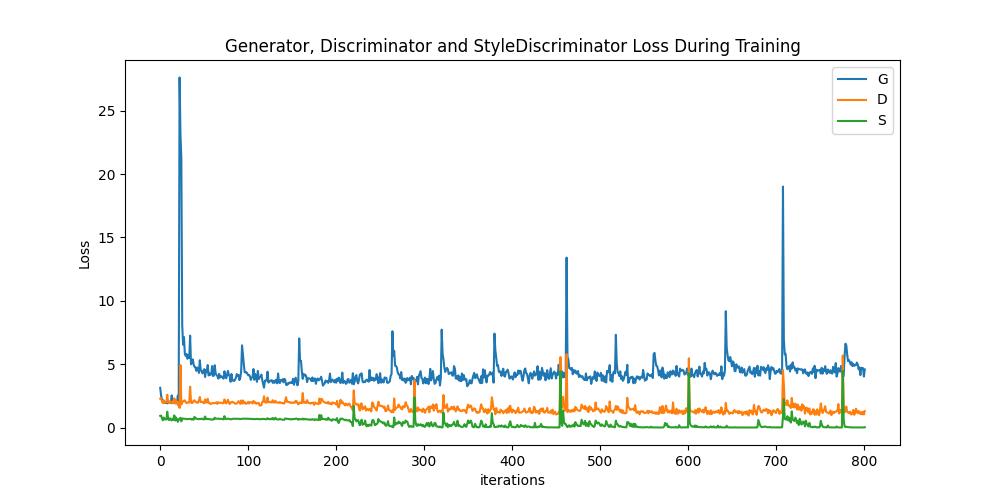 Generator, Discriminator and StyleDiscriminator Loss During Training
G
D
S
25
20
15
10
5
0
Loss
0 100 200 300 400 500 600 700 800
iterations